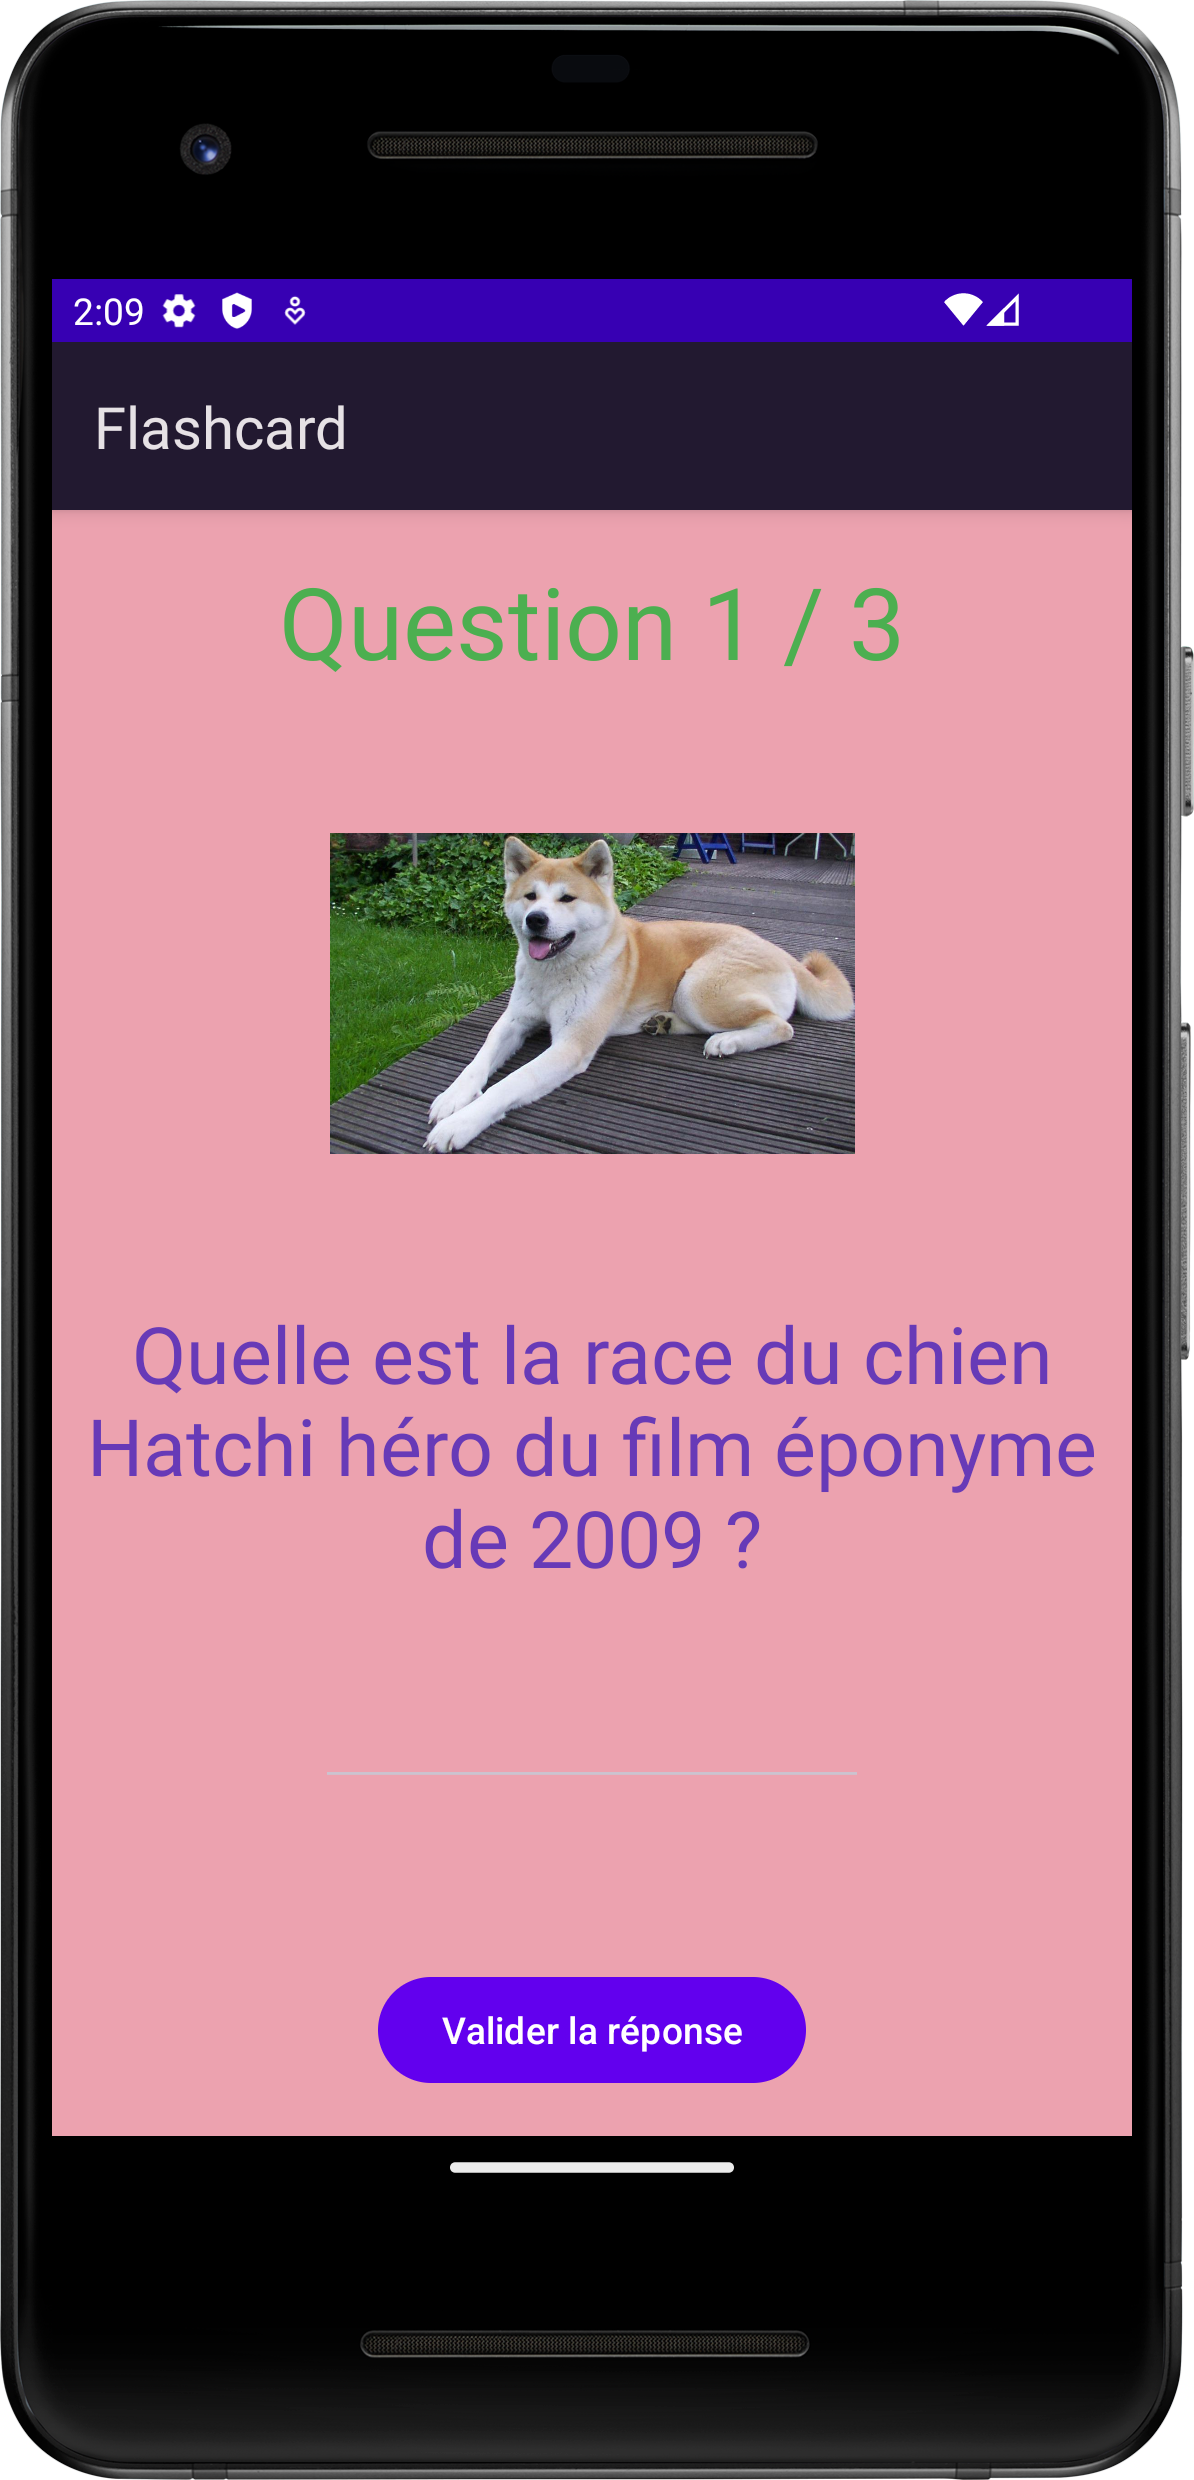 2:09
Flashcard
Question 1 / 3
Quelle est la race du chien
Hatchi héro du film éponyme
de 2009 ?
Valider la réponse